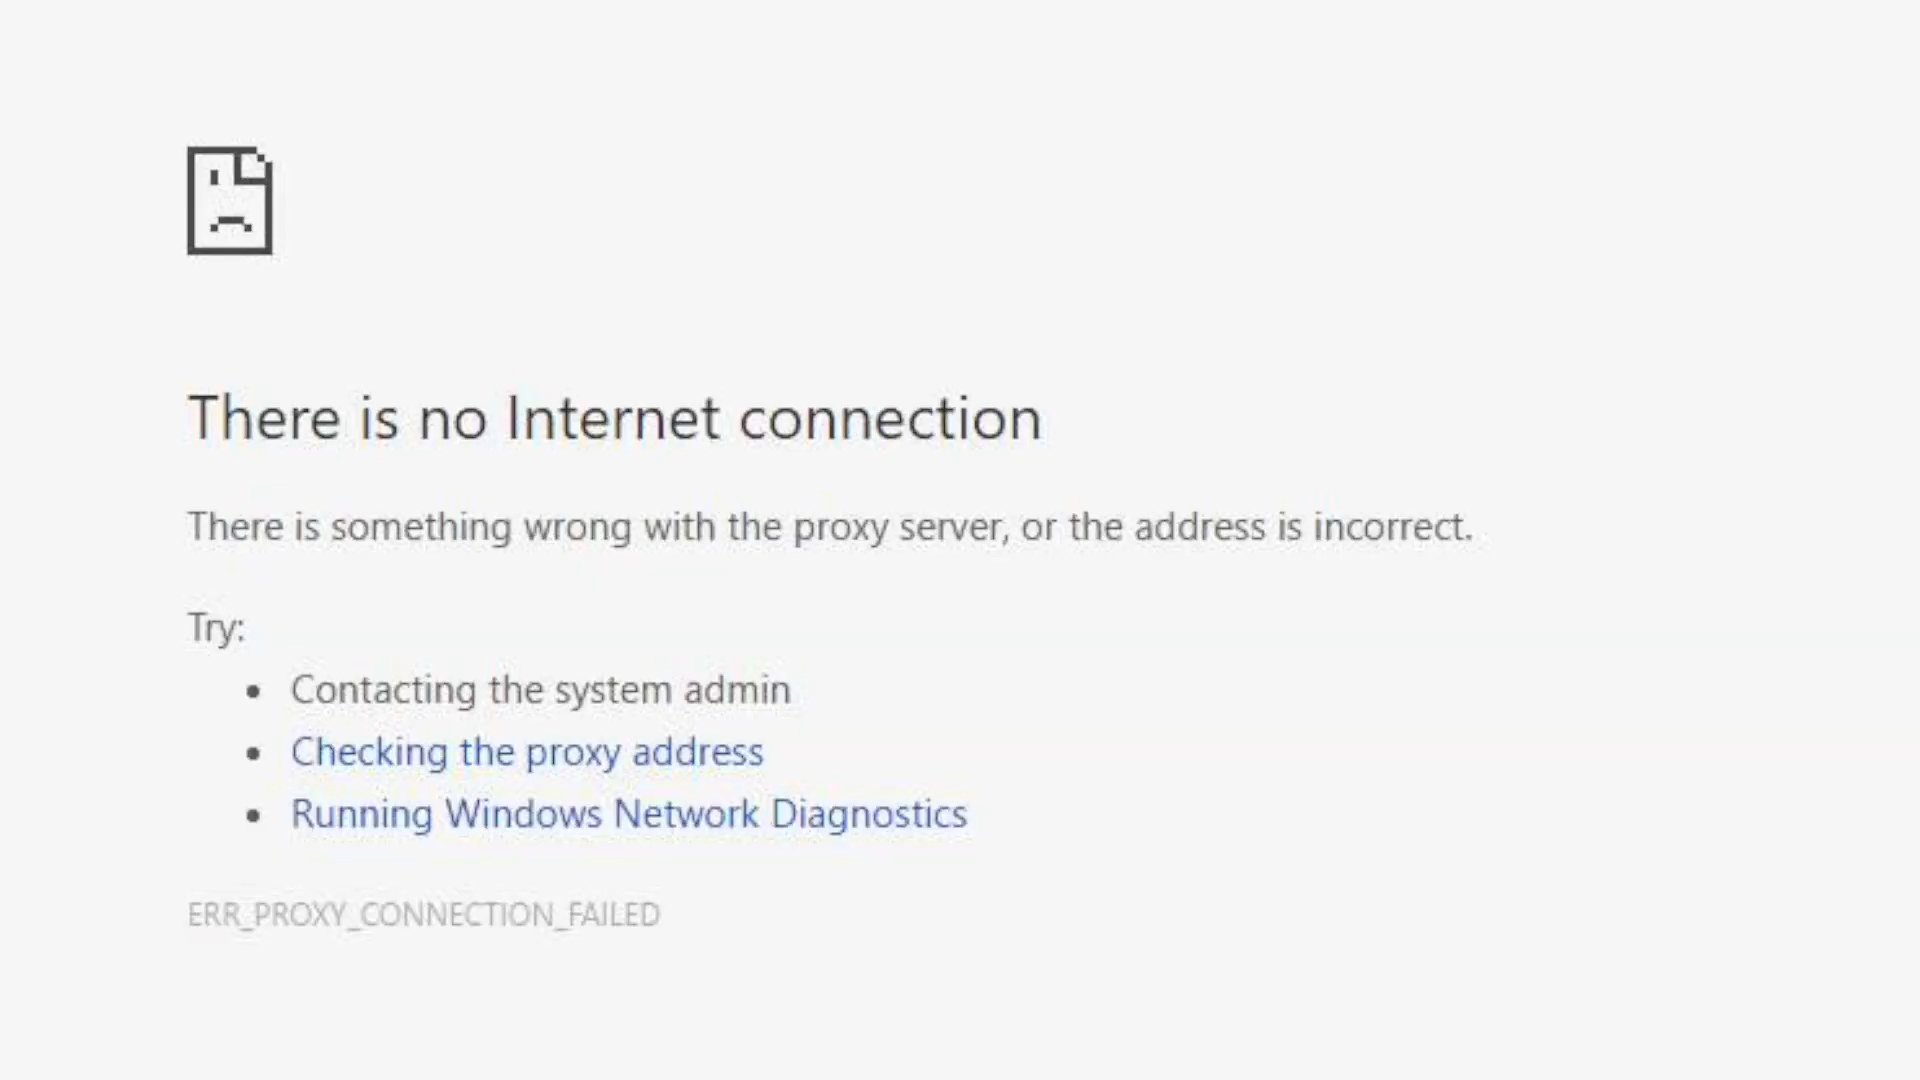 There is no Internet connection
There is something wrong with the proxy server, or the address is incorrect.
Try:
• Contacting the system admin
• Checking the proxy address
• Running Windows Network Diagnostics
ERR_PROXY_CONNECTION_FAILED